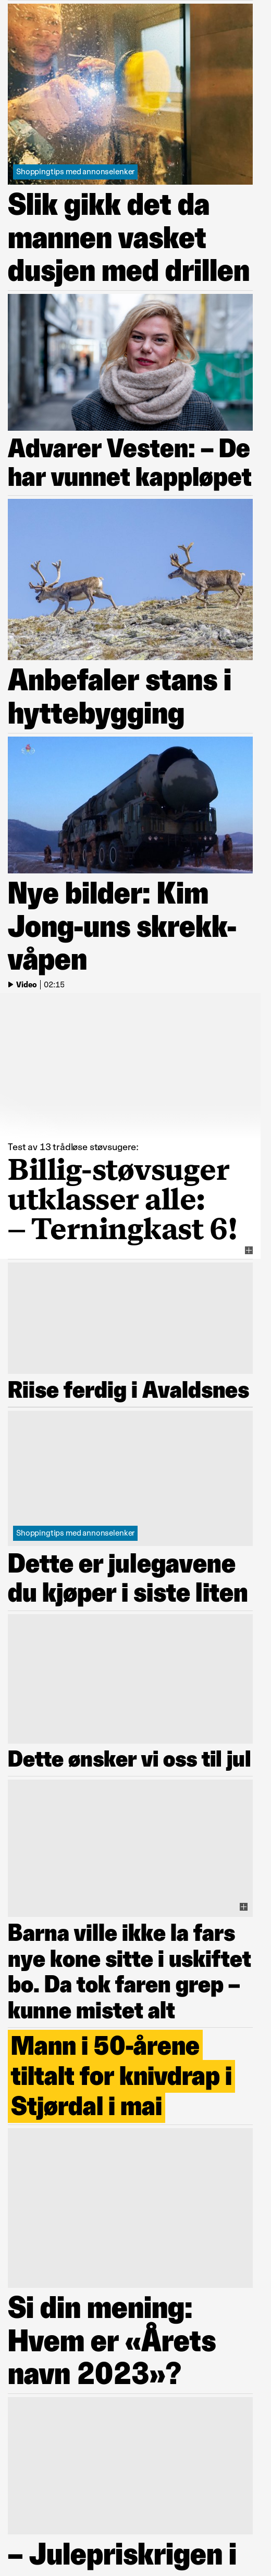 Shoppingtips med annonselenker
Slik gikk det da
mannen vasket
dusjen med drillen
Advarer Vesten: – De
har vunnet kappløpet
Anbefaler stans i
hyttebygging
Nye bilder: Kim
Jong-uns skrekk-
våpen
Video | 02:15
Test av 13 trådløse støvsugere:
Billig-støvsuger
utklasser alle:
– Terningkast 6!
Riise ferdig i Avaldsnes
Shoppingtips med annonselenker
Dette er julegavene
du kjøper i siste liten
Dette ønsker vi oss til jul
Barna ville ikke la fars
nye kone sitte i uskiftet
bo. Da tok faren grep –
kunne mistet alt
Mann i 50-årene
tiltalt for knivdrap i
Stjørdal i mai
Si din mening:
Hvem er «Årets
navn 2023»?
– Julepriskrigen i